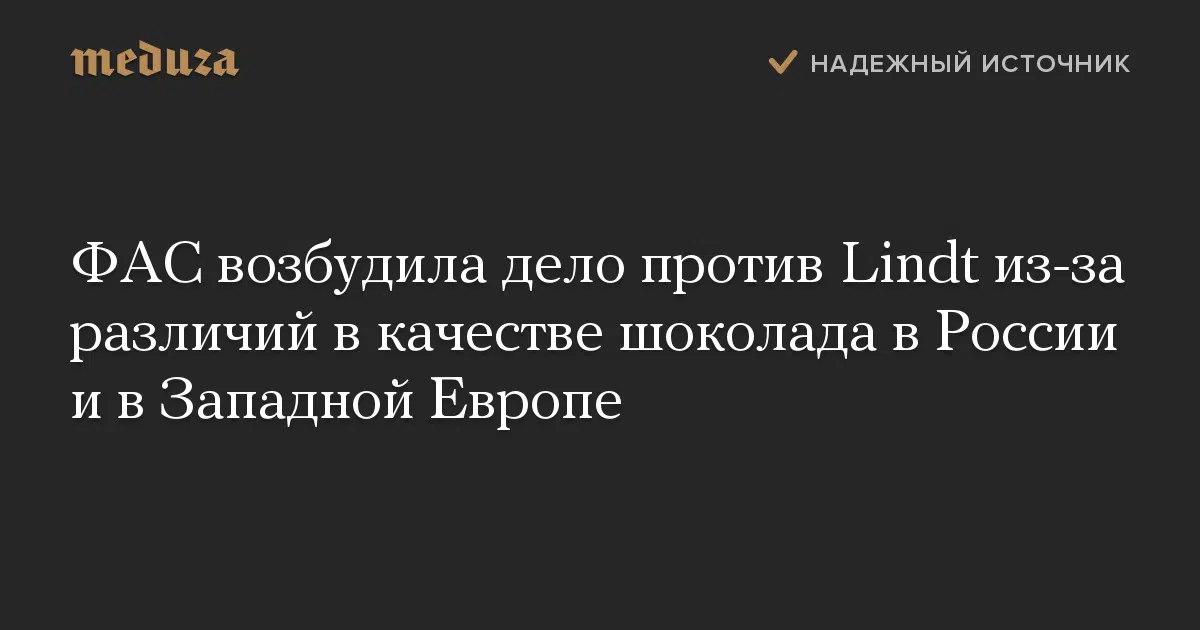 meduza
НАДЕЖНЫЙ ИСТОЧНИК
ФАС возбудила дело против Lindt из-за
различий в качестве шоколада в России
и в Западной Европе